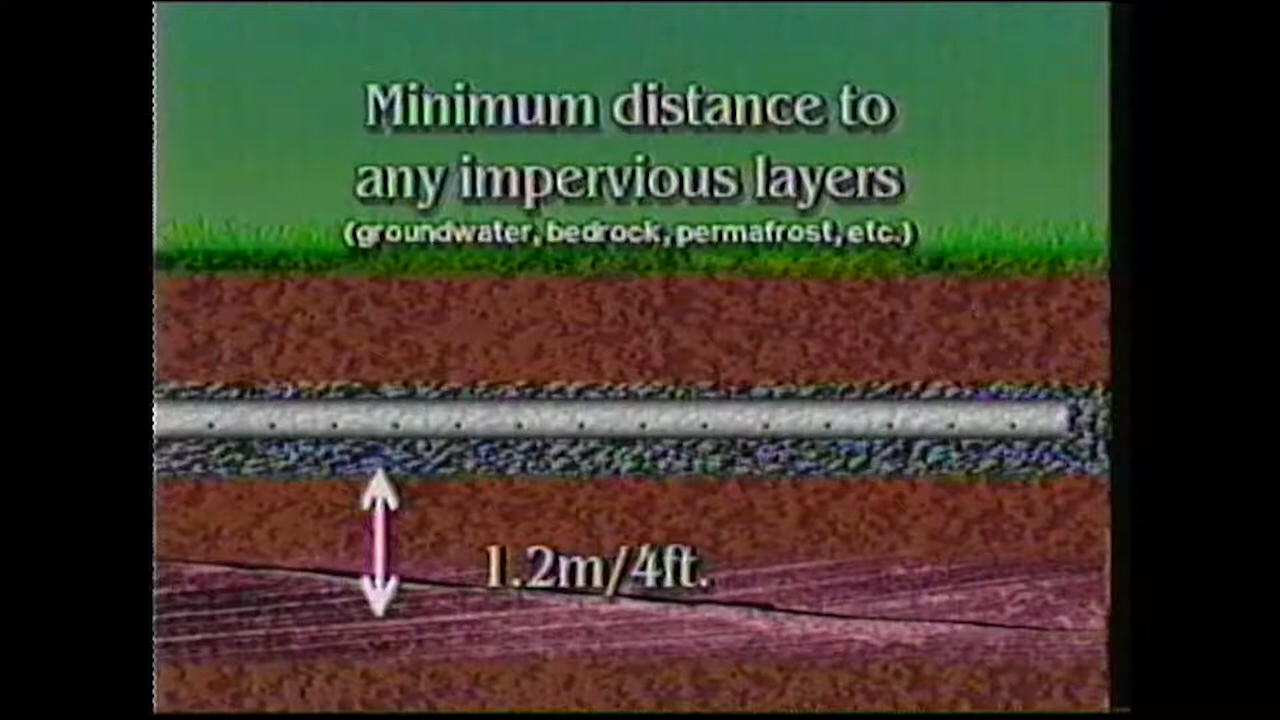 Minimum distance to
any impervious layers
(groundwater, bedrock, permafrost, etc.)
1.2m/4ft.